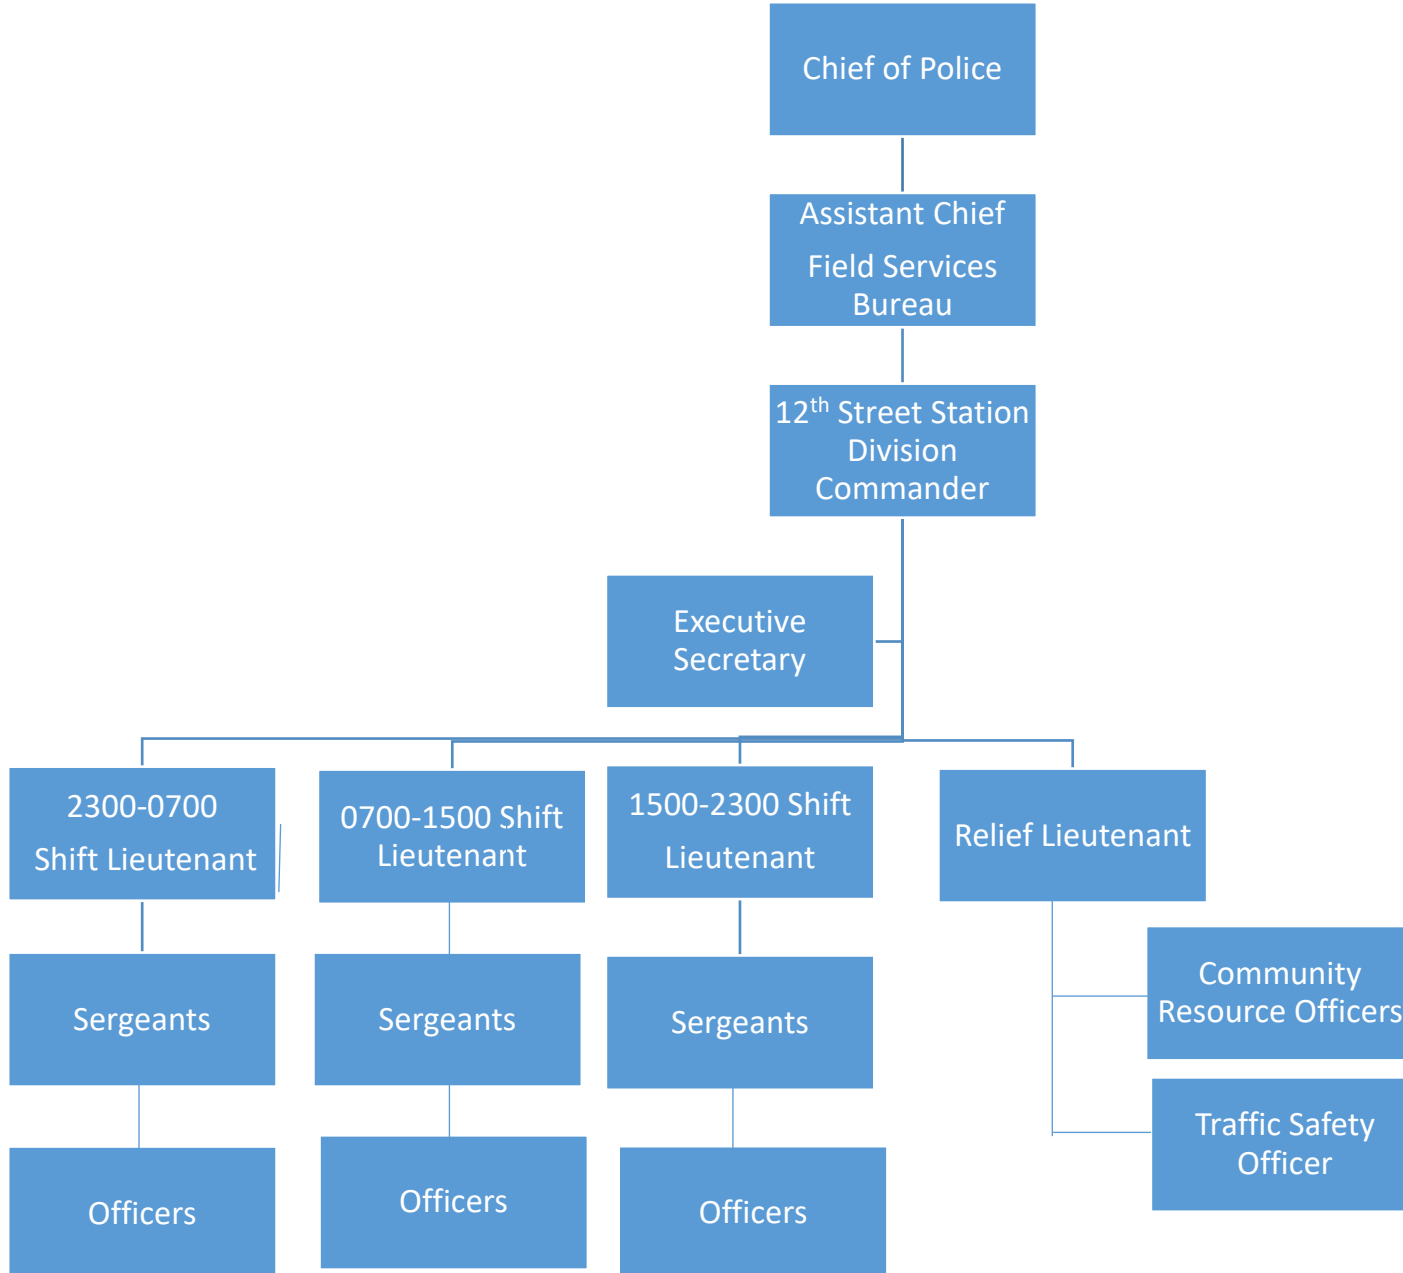 Chief of Police
Assistant Chief
Field Services
Bureau
12th Street Station
Division
Commander
Executive
Secretary
2300-0700
Shift Lieutenant
0700-1500 Shift
Lieutenant
1500-2300 Shift
Lieutenant
Relief Lieutenant
Sergeants
Sergeants
Sergeants
Community
Resource Officers
Traffic Safety
Officer
Officers
Officers
Officers